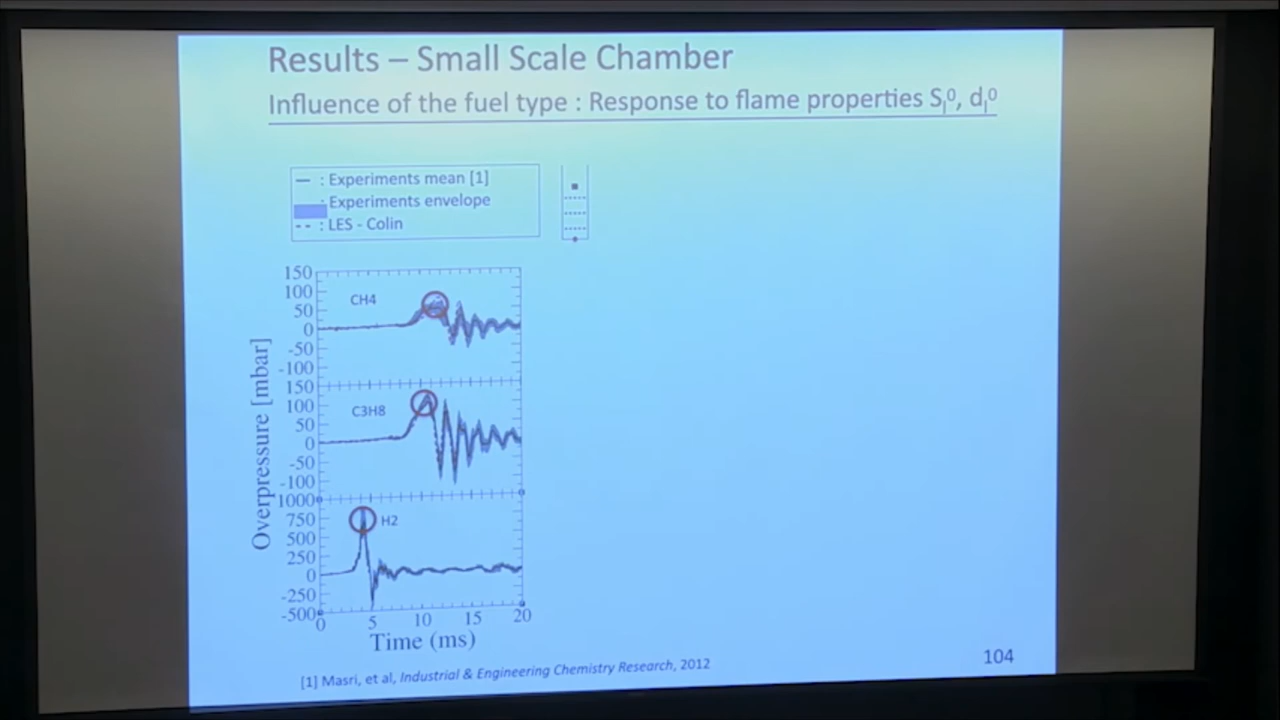 Results – Small Scale Chamber
Influence of the fuel type : Response to flame properties Sl⁰, dl⁰
— : Experiments mean [1]
: Experiments envelope
-- : LES - Colin
150
100
50
0
-50
-100
CH4
150
100
50
0
-50
-100
C3H8
1000
750
500
250
0
-250
-500
H2
0 5 10 15 20
Overpressure [mbar]
Time (ms)
[1] Masri, et al, Industrial & Engineering Chemistry Research, 2012
104